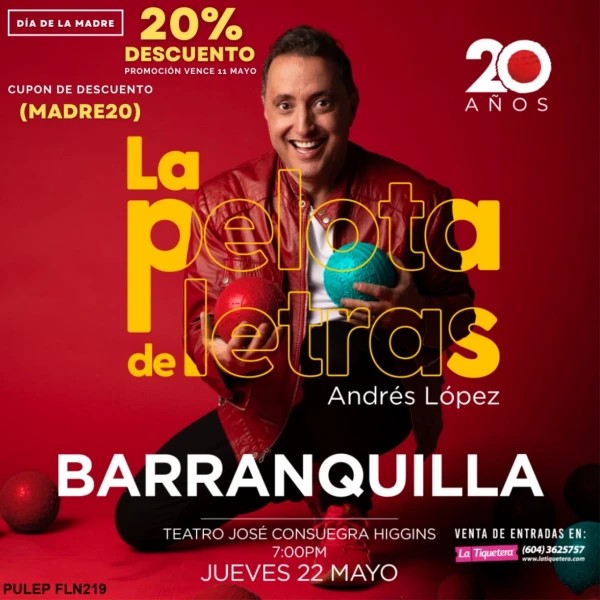 DÍA DE LA MADRE
20%
DESCUENTO
PROMOCIÓN VENCE 11 MAYO
CUPON DE DESCUENTO
(MADRE20)
20
AÑOS
La
pelota
de letras
Andrés López
BARRANQUILLA
TEATRO JOSÉ CONSUEGRA HIGGINS
7:00PM
JUEVES 22 MAYO
VENTA DE ENTRADAS EN:
La Tiquetera
(604) 3625757
www.latiquetera.com
PULEP FLN219